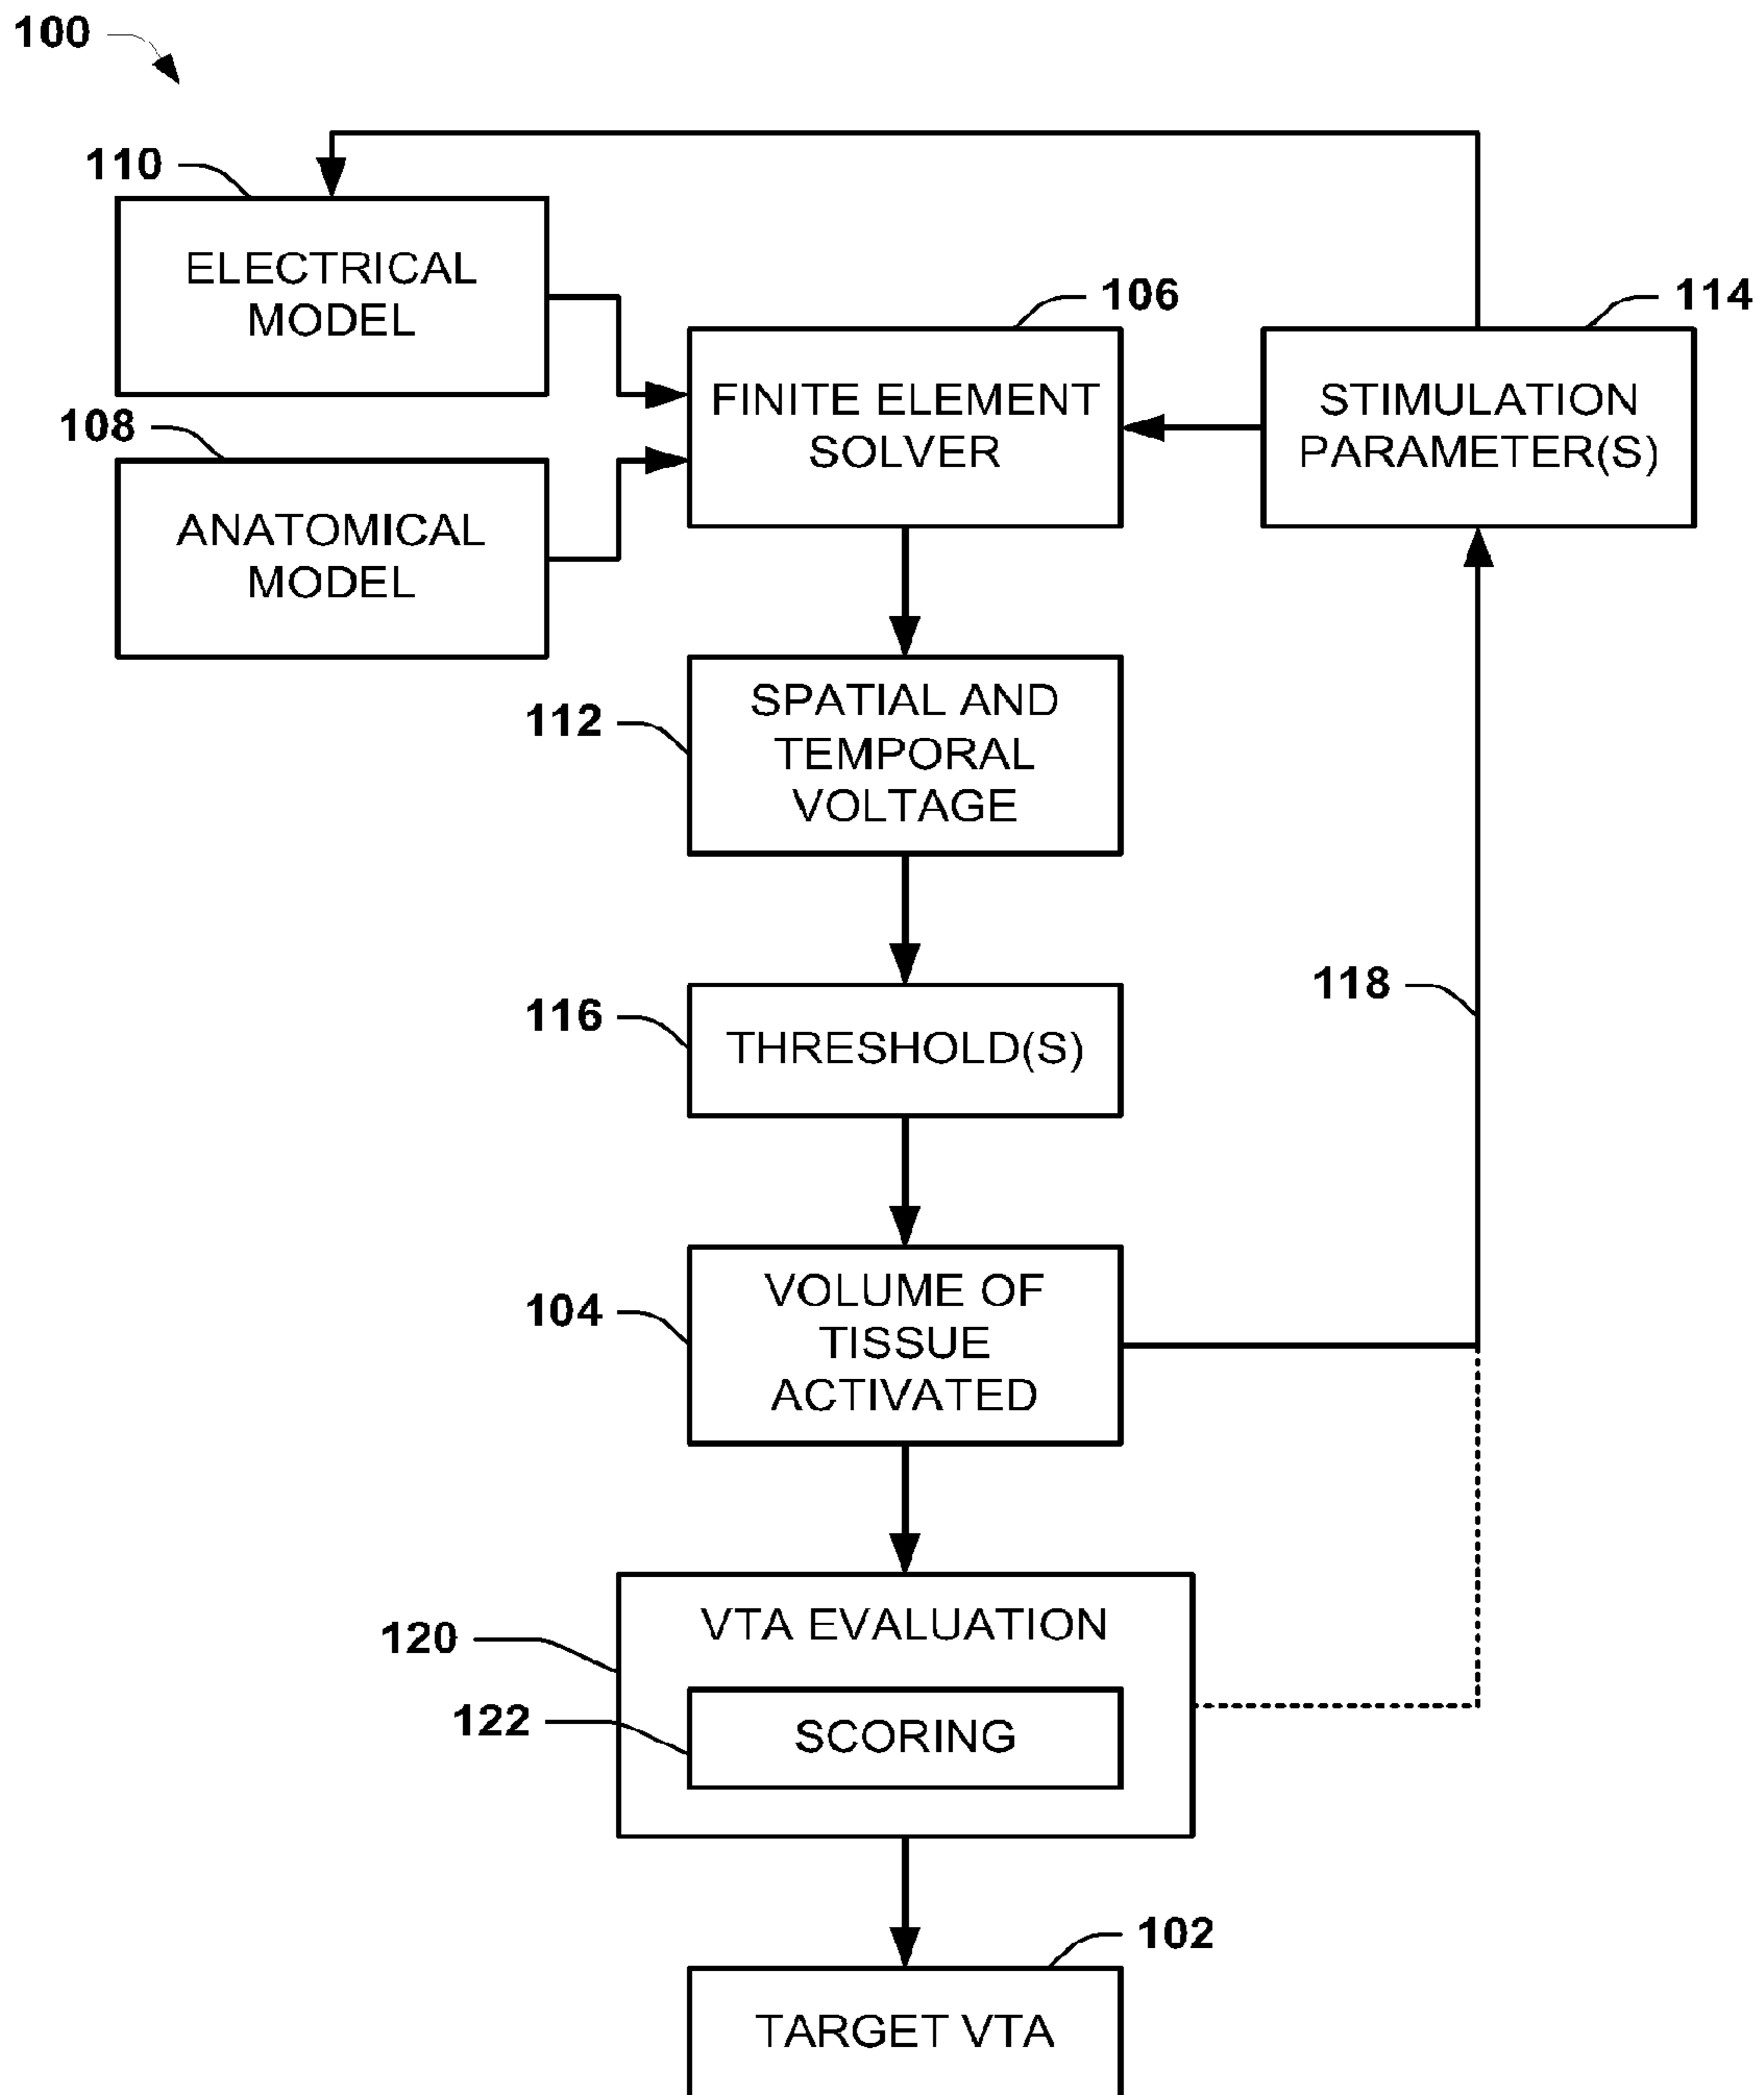 100
110
ELECTRICAL
MODEL
106
114
FINITE ELEMENT
SOLVER
STIMULATION
PARAMETER(S)
108
ANATOMICAL
MODEL
112
SPATIAL AND
TEMPORAL
VOLTAGE
118
116
THRESHOLD(S)
104
VOLUME OF
TISSUE
ACTIVATED
120
VTA EVALUATION
122
SCORING
102
TARGET VTA